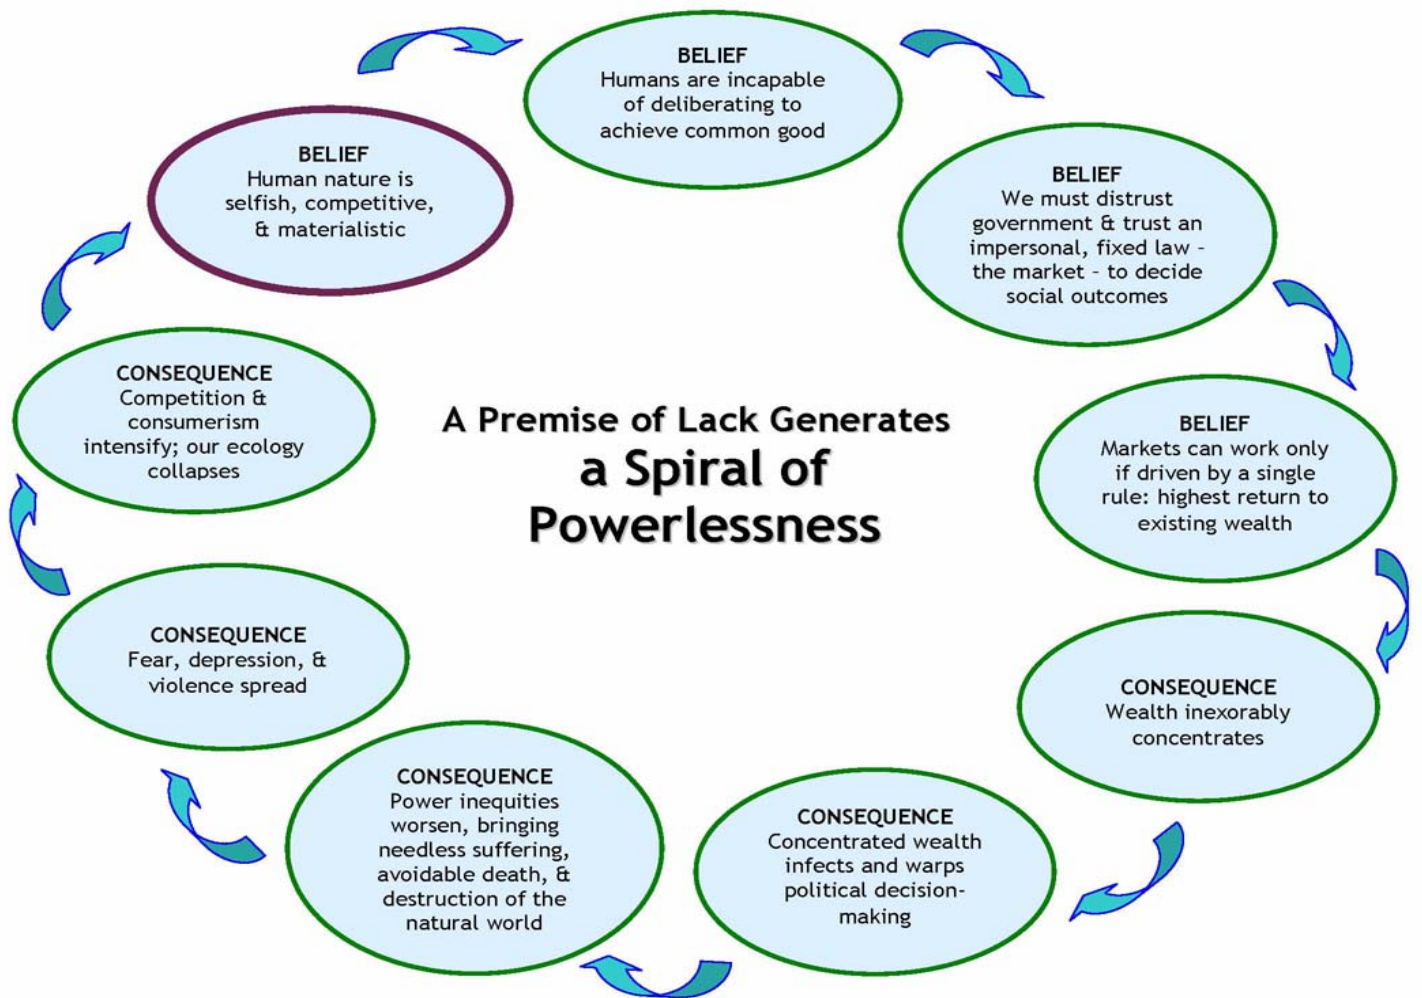 BELIEF
Humans are incapable
of deliberating to
achieve common good
BELIEF
We must distrust
government & trust an
impersonal, fixed law -
the market - to decide
social outcomes
BELIEF
Markets can work only
if driven by a single
rule: highest return to
existing wealth
CONSEQUENCE
Wealth inexorably
concentrates
CONSEQUENCE
Concentrated wealth
infects and warps
political decision-
making
CONSEQUENCE
Power inequities
worsen, bringing
needless suffering,
avoidable death, &
destruction of the
natural world
CONSEQUENCE
Fear, depression, &
violence spread
CONSEQUENCE
Competition &
consumerism
intensify; our ecology
collapses
BELIEF
Human nature is
selfish, competitive,
& materialistic
A Premise of Lack Generates
a Spiral of
Powerlessness